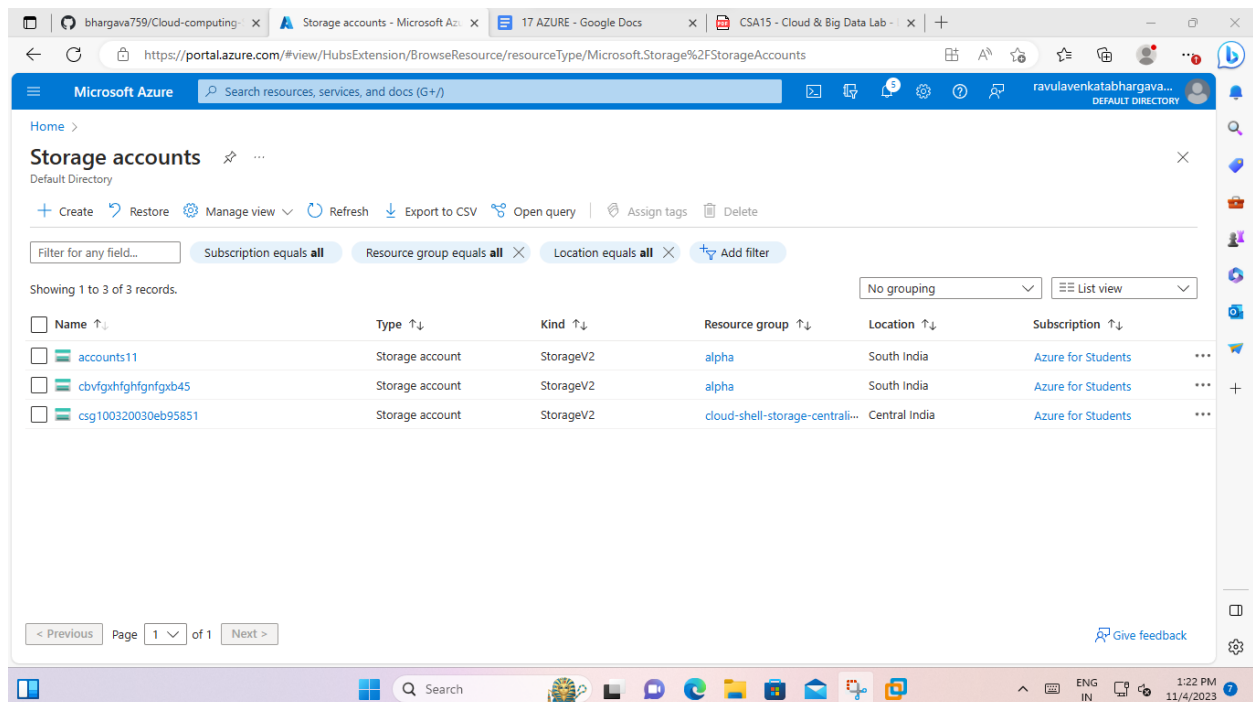 bhargava759/Cloud-computing- Storage accounts - Microsoft Az 17 AZURE - Google Docs CSA15 - Cloud & Big Data Lab -
https://portal.azure.com/#view/HubsExtension/BrowseResource/resourceType/Microsoft.Storage%2FStorageAccounts
Microsoft Azure Search resources, services, and docs (G+/) 5 ravulavenkatabhargava...
DEFAULT DIRECTORY
Home >
Storage accounts ...
Default Directory
Create Restore Manage view Refresh Export to CSV Open query Assign tags Delete
Filter for any field... Subscription equals all Resource group equals all Location equals all Add filter
Showing 1 to 3 of 3 records. No grouping List view
Name Type Kind Resource group Location Subscription
accounts11 Storage account StorageV2 alpha South India Azure for Students
cbvfgxhfghfgnfgxb45 Storage account StorageV2 alpha South India Azure for Students
csg100320030eb95851 Storage account StorageV2 cloud-shell-storage-centrali... Central India Azure for Students
< Previous Page 1 of 1 Next > Give feedback
Search ENG 1:22 PM
IN 11/4/2023 7